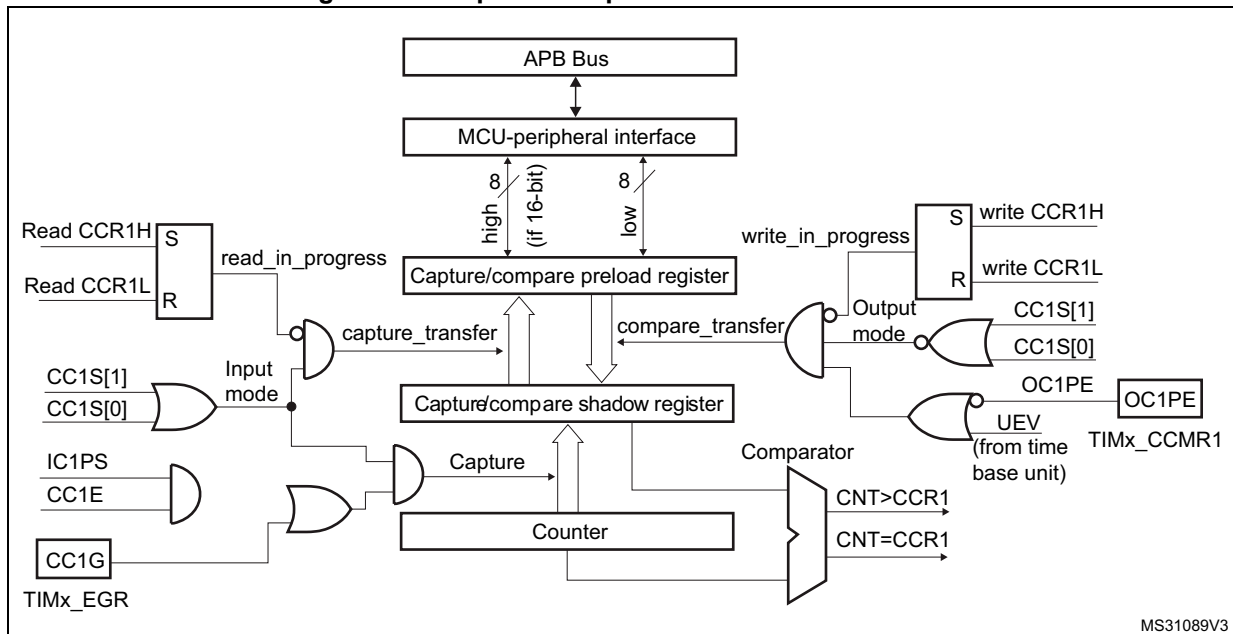 APB Bus
MCU-peripheral interface
8
high
(if 16-bit)
8
low
Read CCR1H
Read CCR1L
S
R
read_in_progress
write_in_progress
S
R
write CCR1H
write CCR1L
Capture/compare preload register
capture_transfer
compare_transfer
Output
mode
CC1S[1]
CC1S[0]
CC1S[1]
CC1S[0]
Input
mode
Capture/compare shadow register
OC1PE
OC1PE
UEV
(from time
base unit)
TIMx_CCMR1
IC1PS
CC1E
Capture
Comparator
CNT>CCR1
CNT=CCR1
Counter
CC1G
TIMx_EGR
MS31089V3